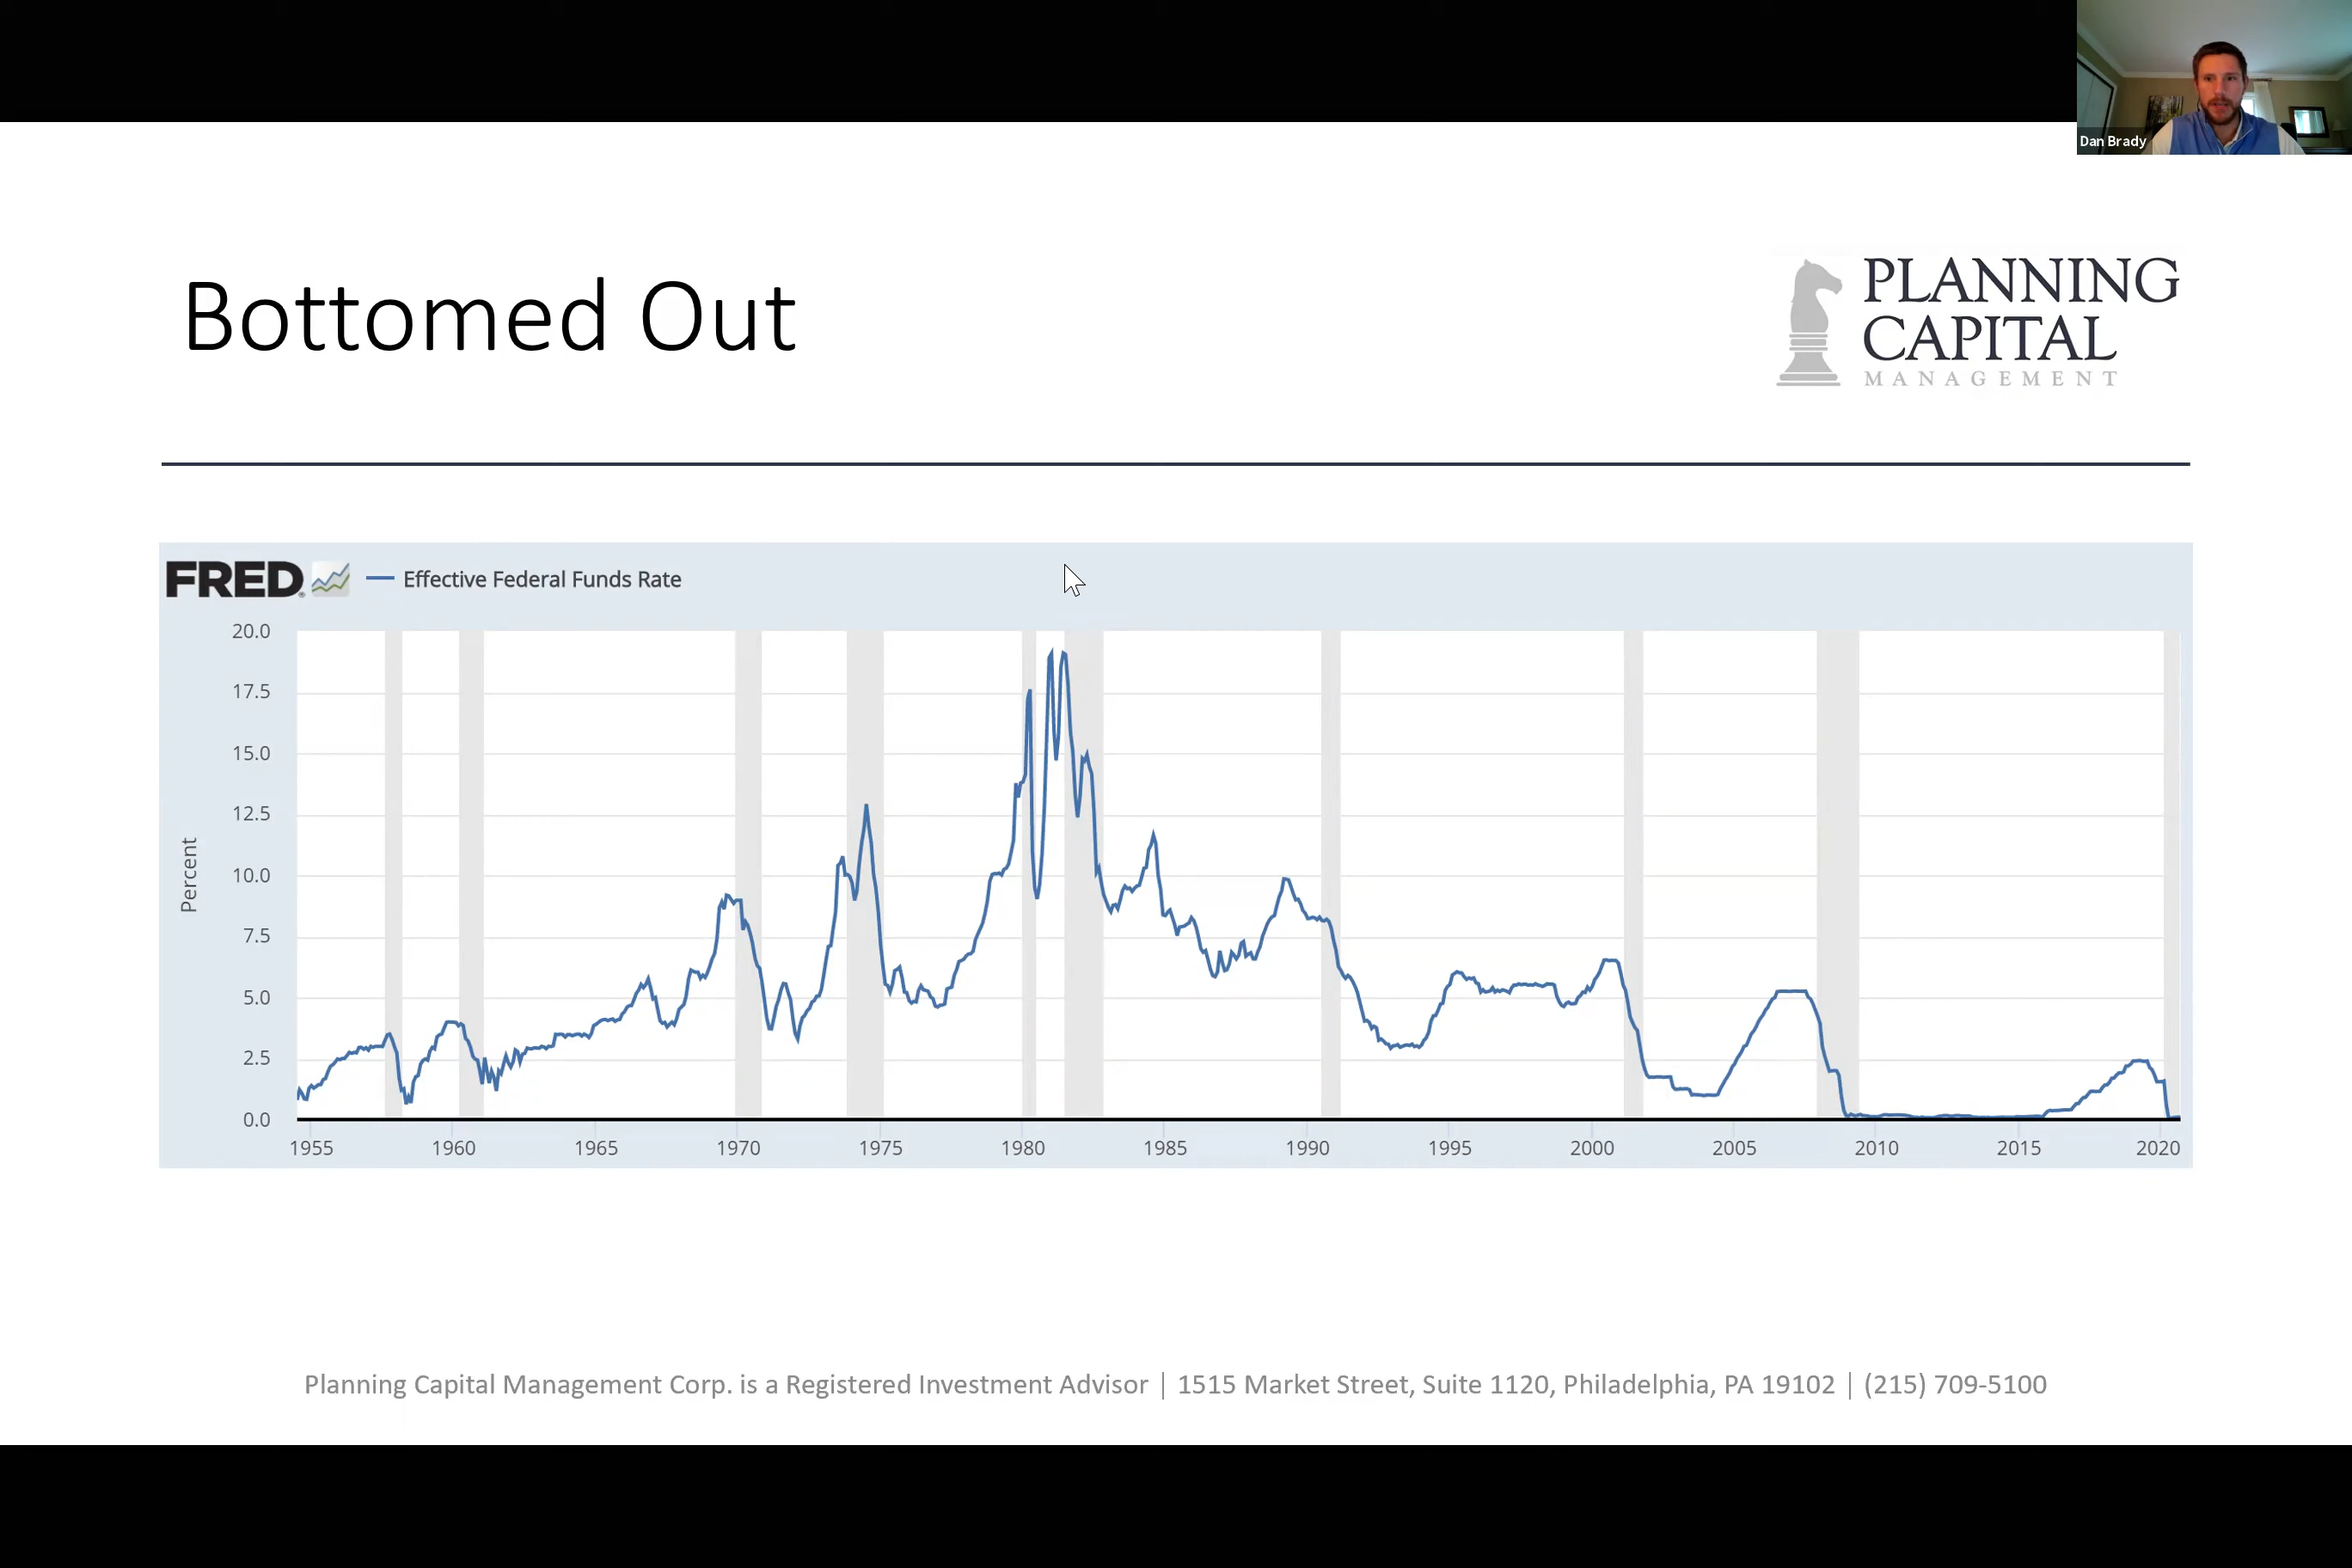 Dan Brady
Bottomed Out
PLANNING
CAPITAL
MANAGEMENT
FRED
Effective Federal Funds Rate
Percent
20.0
17.5
15.0
12.5
10.0
7.5
5.0
2.5
0.0
1955 1960 1965 1970 1975 1980 1985 1990 1995 2000 2005 2010 2015 2020
Planning Capital Management Corp. is a Registered Investment Advisor | 1515 Market Street, Suite 1120, Philadelphia, PA 19102 | (215) 709-5100